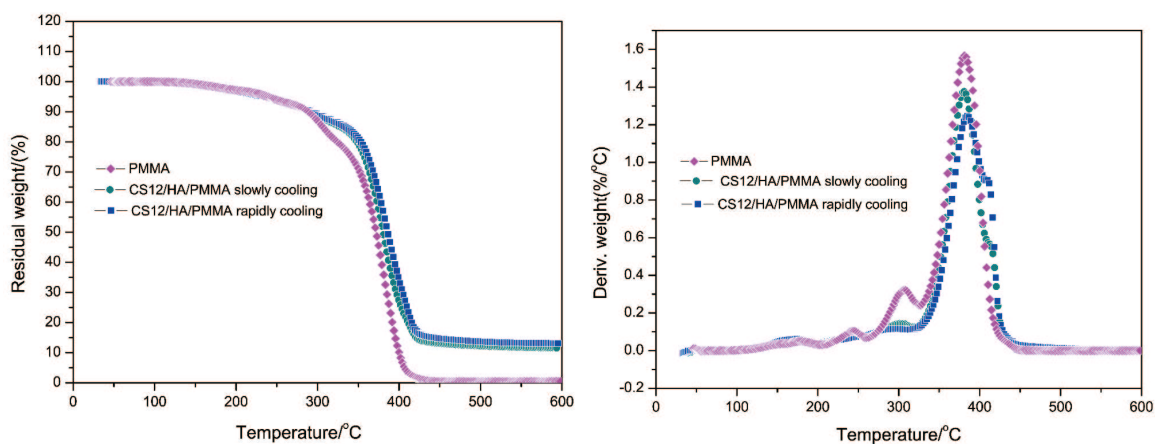 120
110
100
90
80
70
60
50
40
30
20
10
0
Residual weight/(%)
PMMA
CS12/HA/PMMA slowly cooling
CS12/HA/PMMA rapidly cooling
0 100 200 300 400 500 600
Temperature/°C
1.6
1.4
1.2
1.0
0.8
0.6
0.4
0.2
0.0
-0.2
Deriv. weight(%/°C)
PMMA
CS12/HA/PMMA slowly cooling
CS12/HA/PMMA rapidly cooling
0 100 200 300 400 500 600
Temperature/°C